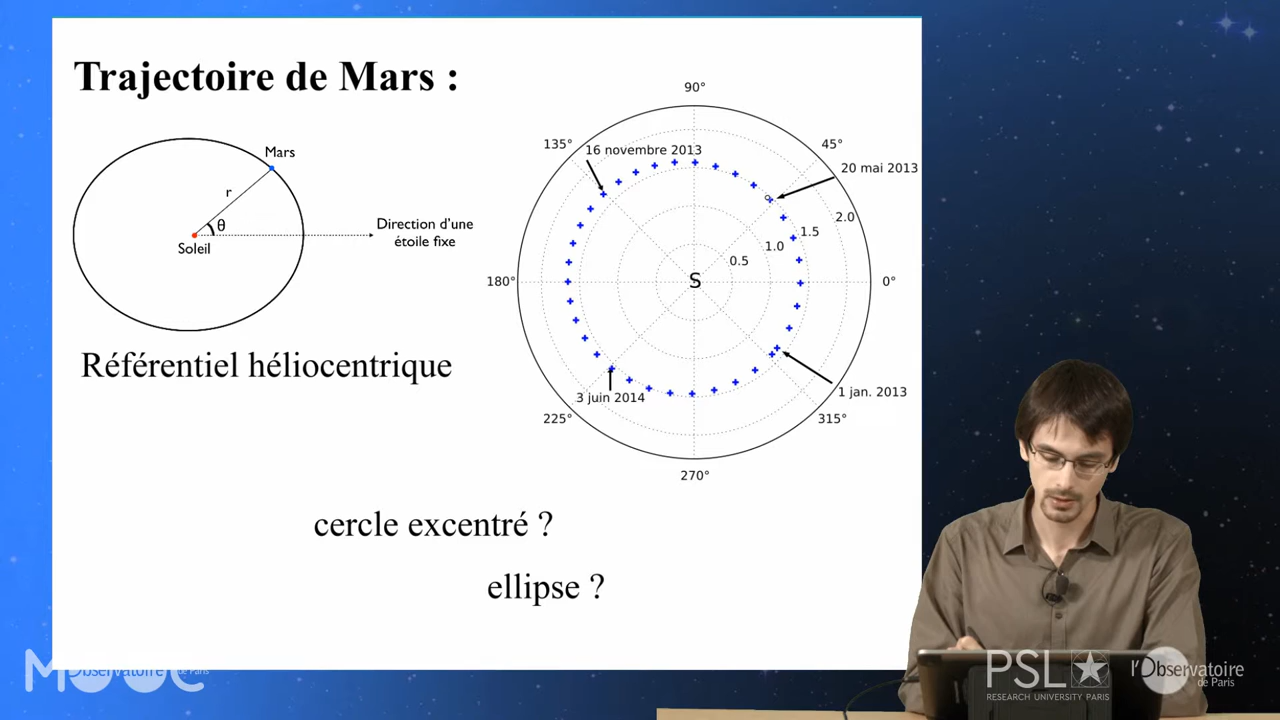 Trajectoire de Mars :
Mars
r
θ
Soleil
Direction d'une
étoile fixe
Référentiel héliocentrique
90°
135°
45°
16 novembre 2013
20 mai 2013
2.0
1.5
1.0
0.5
180°
S
0°
3 juin 2014
1 jan. 2013
225°
315°
270°
cercle excentré ?
ellipse ?
MOOC
l'Observatoire de Paris
PSL
RESEARCH UNIVERSITY PARIS
l'Observatoire
de Paris